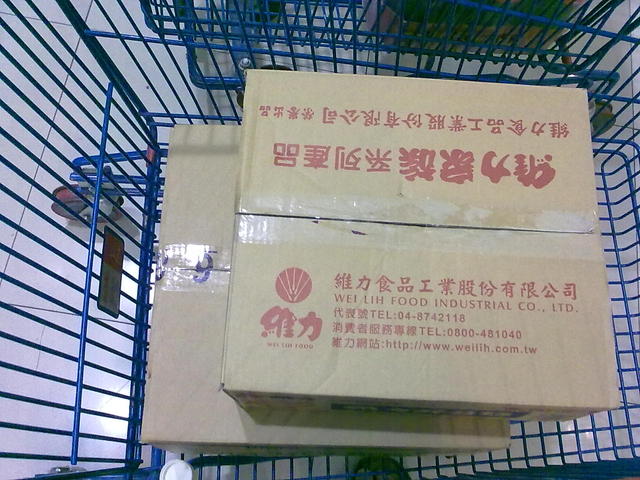 維力食品工業股份有限公司 榮譽出品
維力家族系列產品
維力食品工業股份有限公司
WEI LIH FOOD INDUSTRIAL CO., LTD.
代表號TEL:04-8742118
消費者服務專線TEL:0800-481040
維力網站:http://www.weilih.com.tw
維力
WEI LIH FOOD